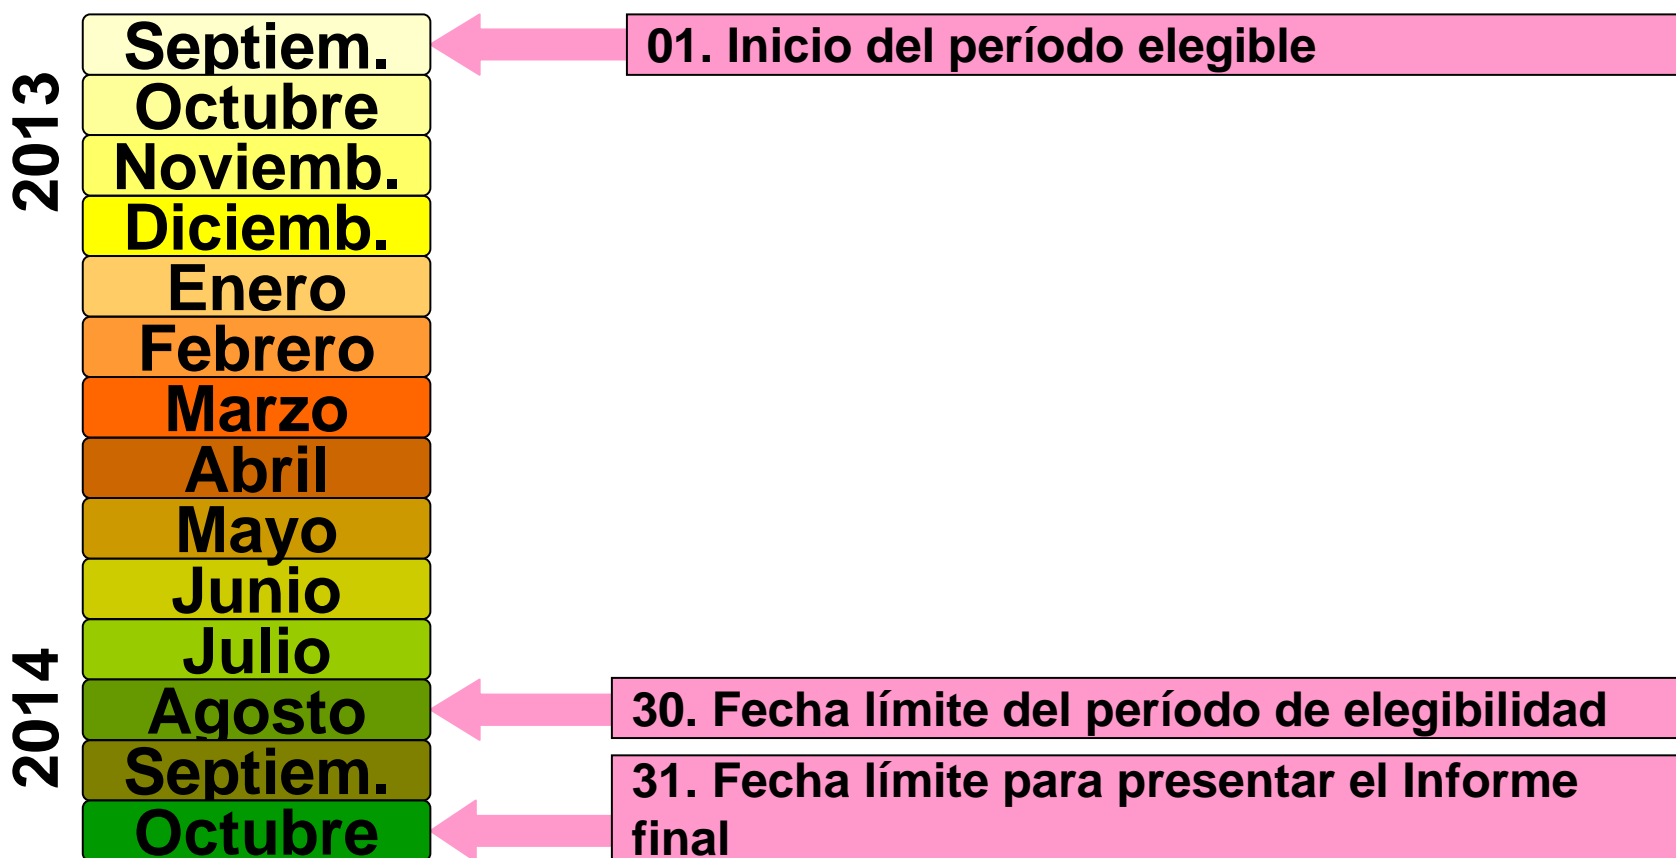 2013
Septiem.
01. Inicio del período elegible
Octubre
Noviemb.
Diciemb.
Enero
Febrero
Marzo
Abril
Mayo
Junio
Julio
2014
Agosto
30. Fecha límite del período de elegibilidad
Septiem.
Octubre
31. Fecha límite para presentar el Informe
final